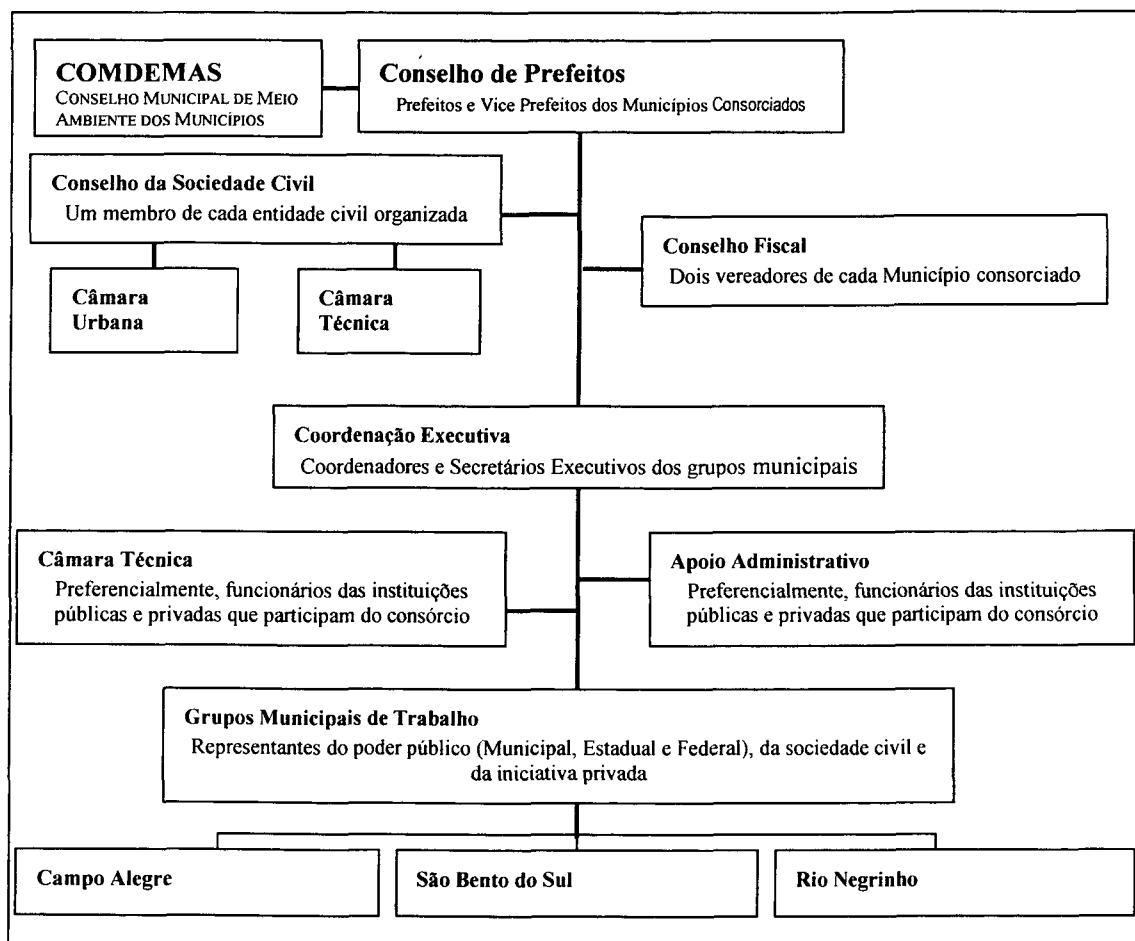 COMDEMAS
CONSELHO MUNICIPAL DE MEIO
AMBIENTE DOS MUNICÍPIOS
Conselho de Prefeitos
Prefeitos e Vice Prefeitos dos Municípios Consorciados
Conselho da Sociedade Civil
Um membro de cada entidade civil organizada
Conselho Fiscal
Dois vereadores de cada Município consorciado
Câmara
Urbana
Câmara
Técnica
Coordenação Executiva
Coordenadores e Secretários Executivos dos grupos municipais
Câmara Técnica
Preferencialmente, funcionários das instituições
públicas e privadas que participam do consórcio
Apoio Administrativo
Preferencialmente, funcionários das instituições
públicas e privadas que participam do consórcio
Grupos Municipais de Trabalho
Representantes do poder público (Municipal, Estadual e Federal), da sociedade civil e
da iniciativa privada
Campo Alegre
São Bento do Sul
Rio Negrinho